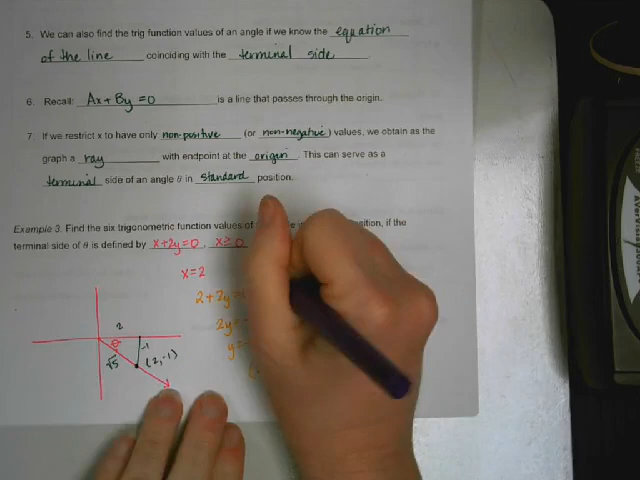 5. We can also find the trig function values of an angle if we know the equation
of the line coinciding with the terminal side
6. Recall: Ax+By=0 is a line that passes through the origin.
7. If we restrict x to have only non-positive (or non-negative) values, we obtain as the
graph a ray with endpoint at the origin. This can serve as a
terminal side of an angle θ in standard position.
Example 3. Find the six trigonometric function values of position, if the
terminal side of θ is defined by x+2y=0, x≥0
x=2
2+2y=
2y=-
y=-
2
θ
-1
√5
(2,-1)